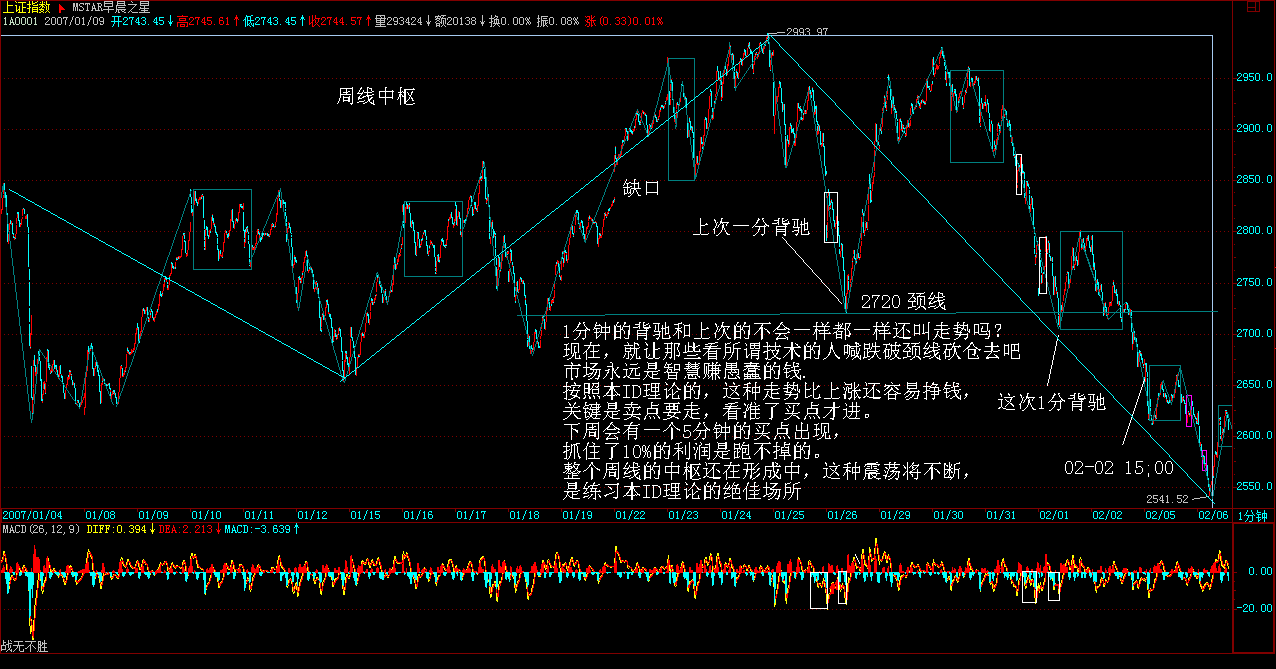 上证指数 MSTAR早晨之星
1A0001 2007/01/09 开2743.45↓高2745.61↑低2743.45↑收2744.57↑量293424↓额20138↓换0.00% 振0.08% 涨(0.33)0.01%
2993.97
周线中枢
缺口
上次一分背驰
2720 颈线
1分钟的背驰和上次的不会一样都一样还叫走势吗?
现在,就让那些看所谓技术的人喊跌破颈线砍仓去吧
市场永远是智慧赚愚蠢的钱.
按照本ID理论的,这种走势比上涨还容易挣钱,
关键是卖点要走,看准了买点才进。
下周会有一个5分钟的买点出现,
抓住了10%的利润是跑不掉的。
整个周线的中枢还在形成中,这种震荡将不断,
是练习本ID理论的绝佳场所
这次1分背驰
02-02 15;00
2541.52
2950.0
2900.0
2850.0
2800.0
2750.0
2700.0
2650.0
2600.0
2550.0
2007/01/04 01/08 01/09 01/10 01/11 01/12 01/15 01/16 01/17 01/18 01/19 01/22 01/23 01/24 01/25 01/26 01/29 01/30 01/31 02/01 02/02 02/05 02/06 1分钟
MACD(26,12,9) DIFF:0.394↓DEA:2.213↓MACD:-3.639↑
0.00
-20.00
战无不胜